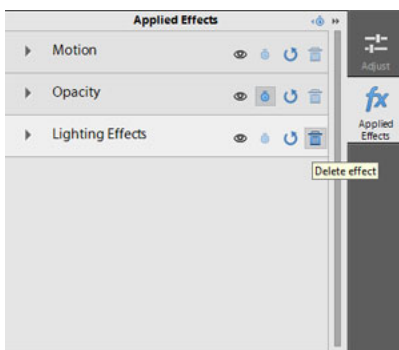 Applied Effects
Motion
Adjust
Opacity
fx
Applied
Effects
Lighting Effects
Delete effect